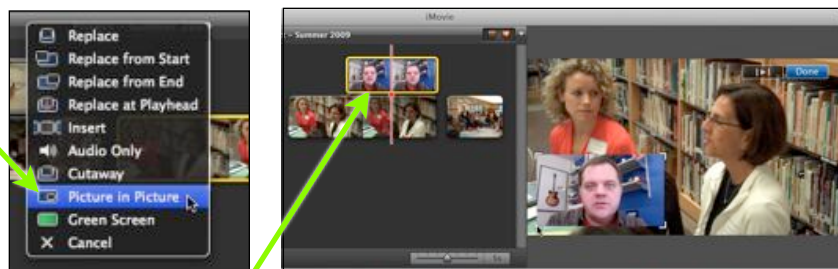 Replace
Replace from Start
Replace from End
Replace at Playhead
Insert
Audio Only
Cutaway
Picture in Picture
Green Screen
Cancel
iMovie
- Summer 2009
Done
5s